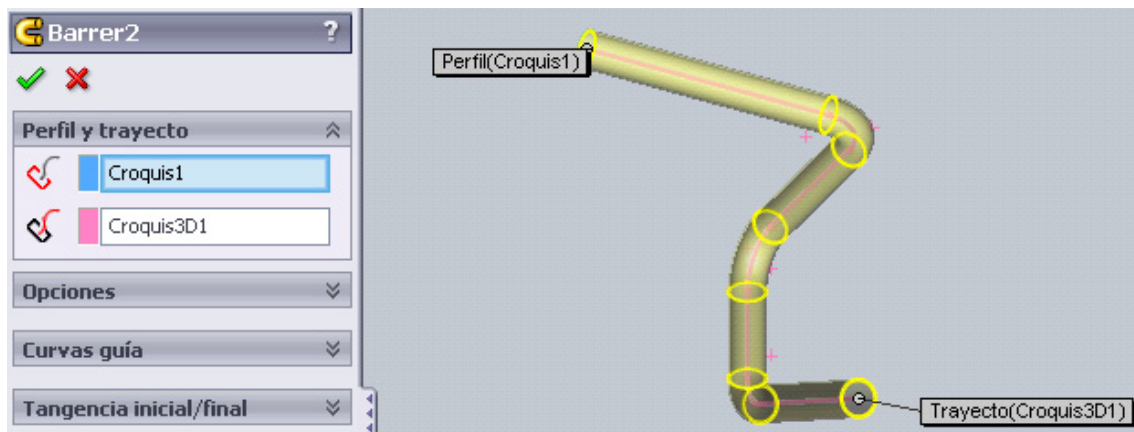 Barrer2 ?
Perfil y trayecto
Croquis1
Croquis3D1
Opciones
Curvas guía
Tangencia inicial/final
Perfil(Croquis1)
Trayecto(Croquis3D1)